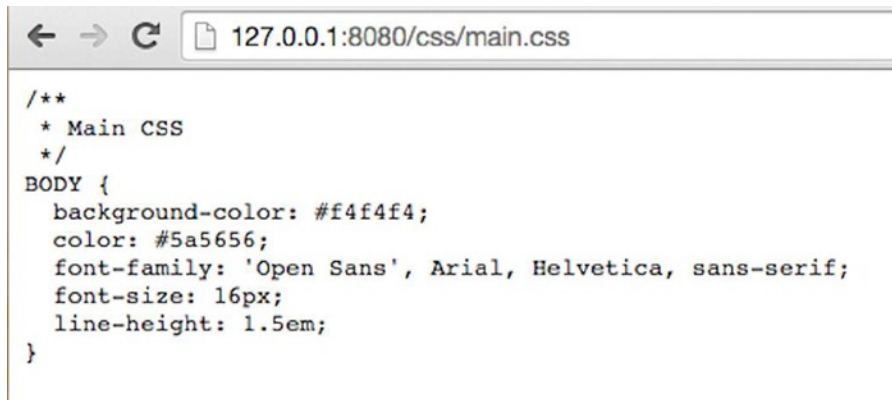 127.0.0.1:8080/css/main.css
/**
 * Main CSS
 */
BODY {
  background-color: #f4f4f4;
  color: #5a5656;
  font-family: 'Open Sans', Arial, Helvetica, sans-serif;
  font-size: 16px;
  line-height: 1.5em;
}